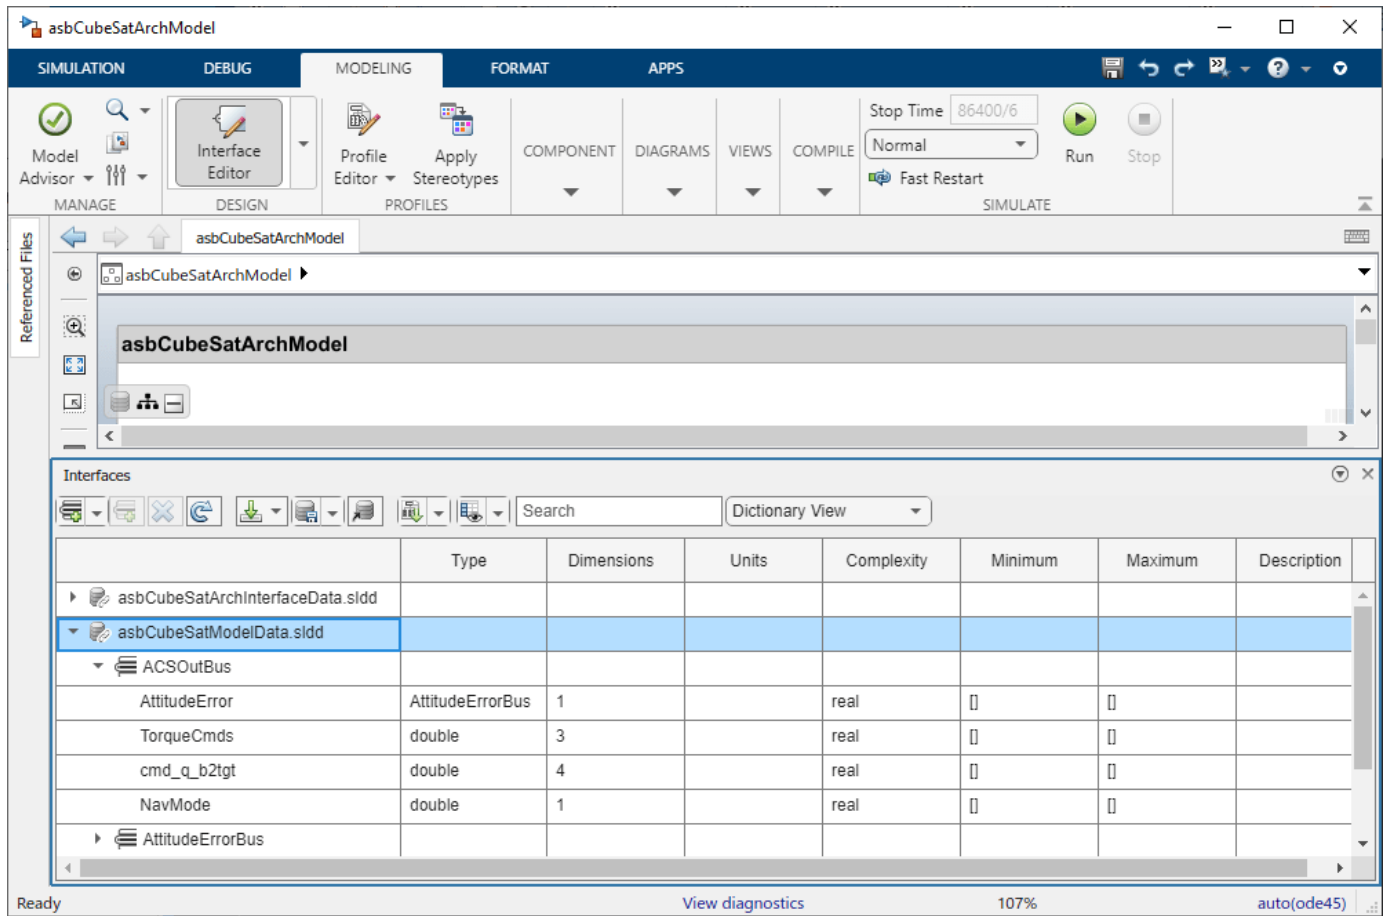 asbCubeSatArchModel
SIMULATION DEBUG MODELING FORMAT APPS
Model Advisor
Interface Editor
Profile Editor
Apply Stereotypes
COMPONENT
DIAGRAMS
VIEWS
COMPILE
Stop Time 86400/6
Normal
Fast Restart
Run
Stop
MANAGE DESIGN PROFILES SIMULATE
Referenced Files
asbCubeSatArchModel
asbCubeSatArchModel
asbCubeSatArchModel
Interfaces
Search Dictionary View
Type Dimensions Units Complexity Minimum Maximum Description
asbCubeSatArchInterfaceData.sldd
asbCubeSatModelData.sldd
ACSOutBus
AttitudeError AttitudeErrorBus 1 real [] []
TorqueCmds double 3 real [] []
cmd_q_b2tgt double 4 real [] []
NavMode double 1 real [] []
AttitudeErrorBus
Ready View diagnostics 107% auto(ode45)